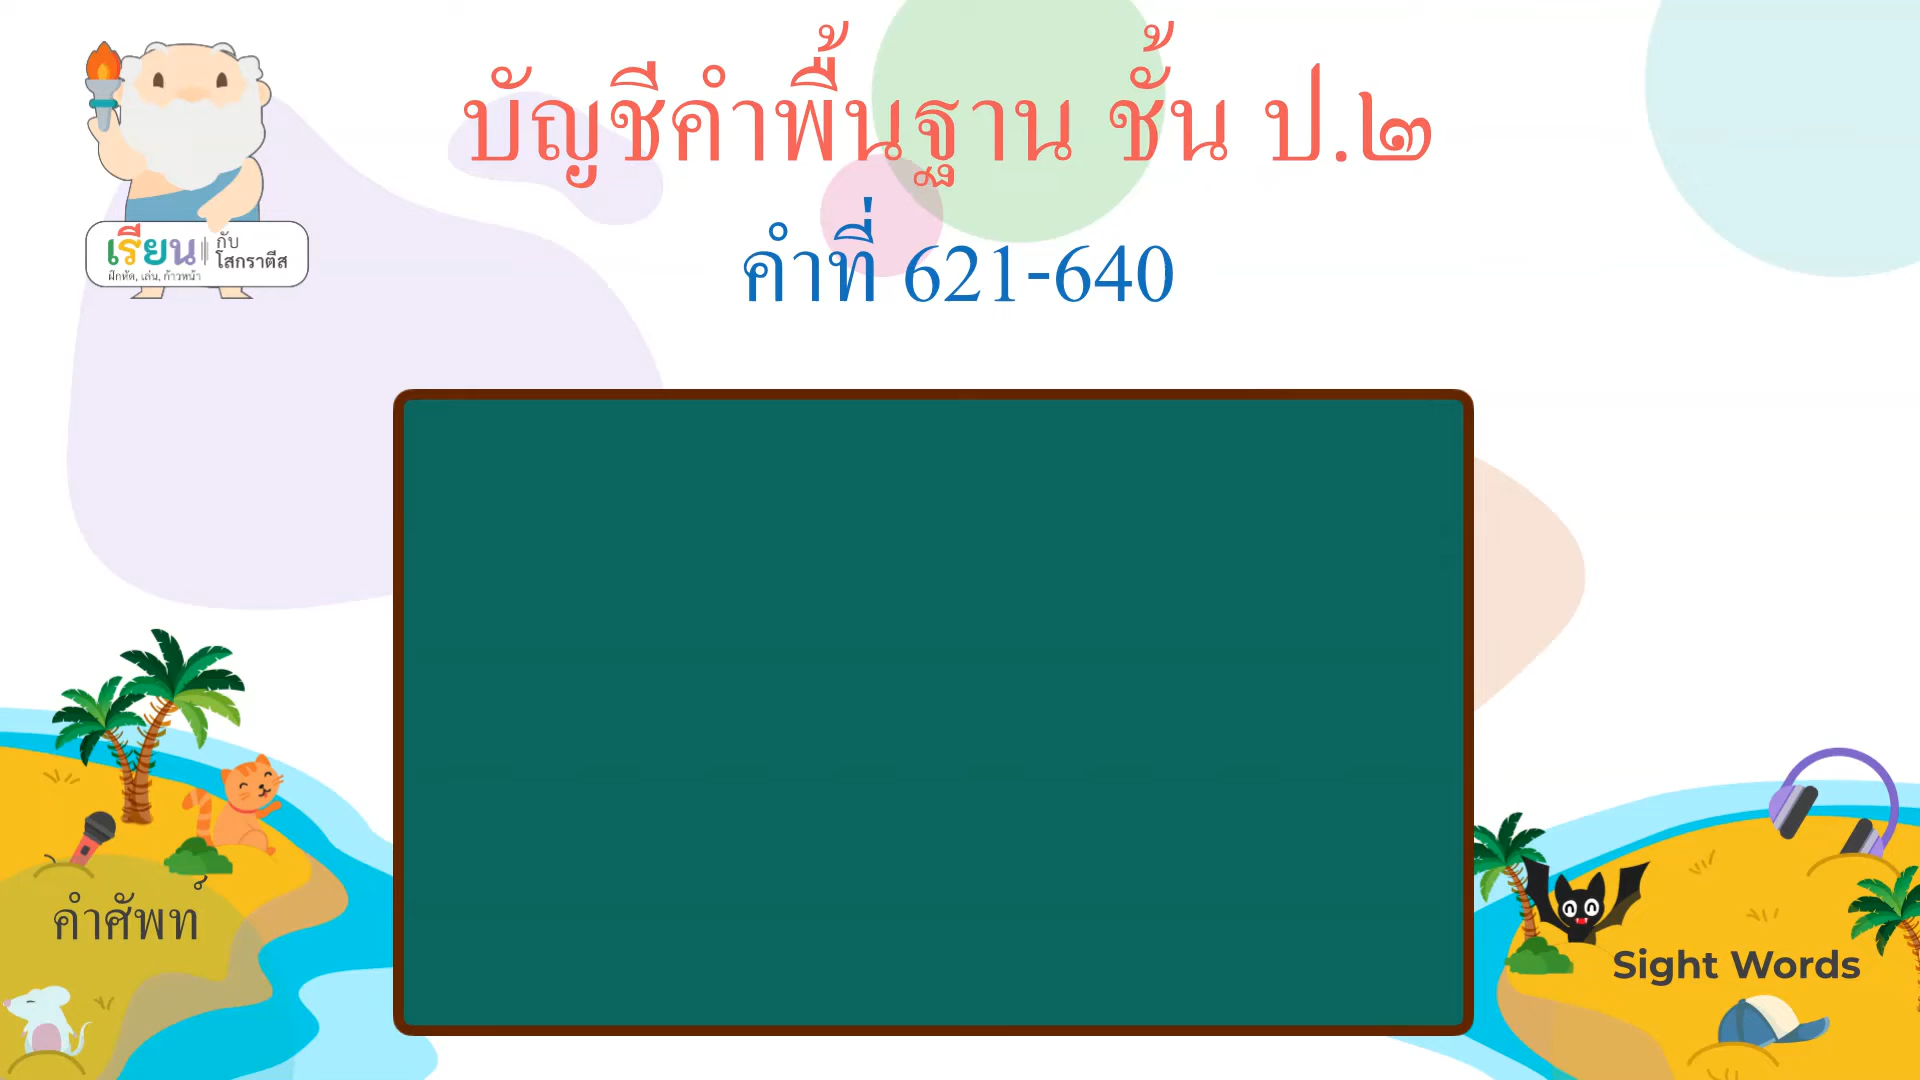 บัญชีคำพื้นฐาน ชั้น ป.๒
คำที่ 621-640
เรียน กับ โสกราตีส
ฝึกหัด, เล่น, ก้าวหน้า
คำศัพท์
Sight Words